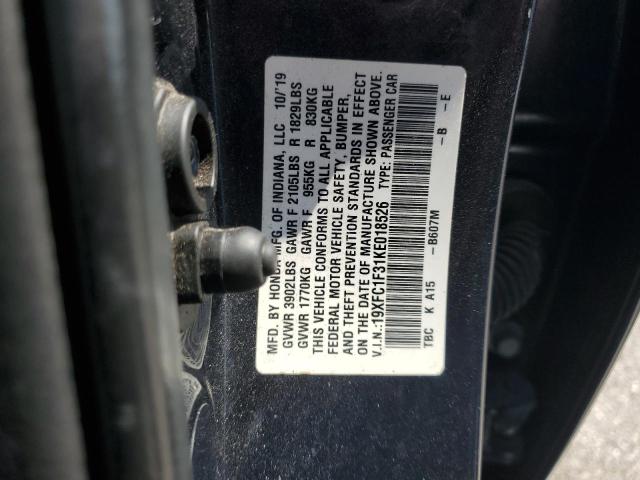 MFD. BY HONDA MFG. OF INDIANA, LLC 10/'19
GVWR 3902LBS GAWR F 2105LBS R 1829LBS
GVWR 1770KG GAWR F 955KG R 830KG
THIS VEHICLE CONFORMS TO ALL APPLICABLE
FEDERAL MOTOR VEHICLE SAFETY, BUMPER,
AND THEFT PREVENTION STANDARDS IN EFFECT
ON THE DATE OF MANUFACTURE SHOWN ABOVE.
V.I.N.:19XFC1F31KE018526 TYPE: PASSENGER CAR
TBC K A15 -B607M -B -E